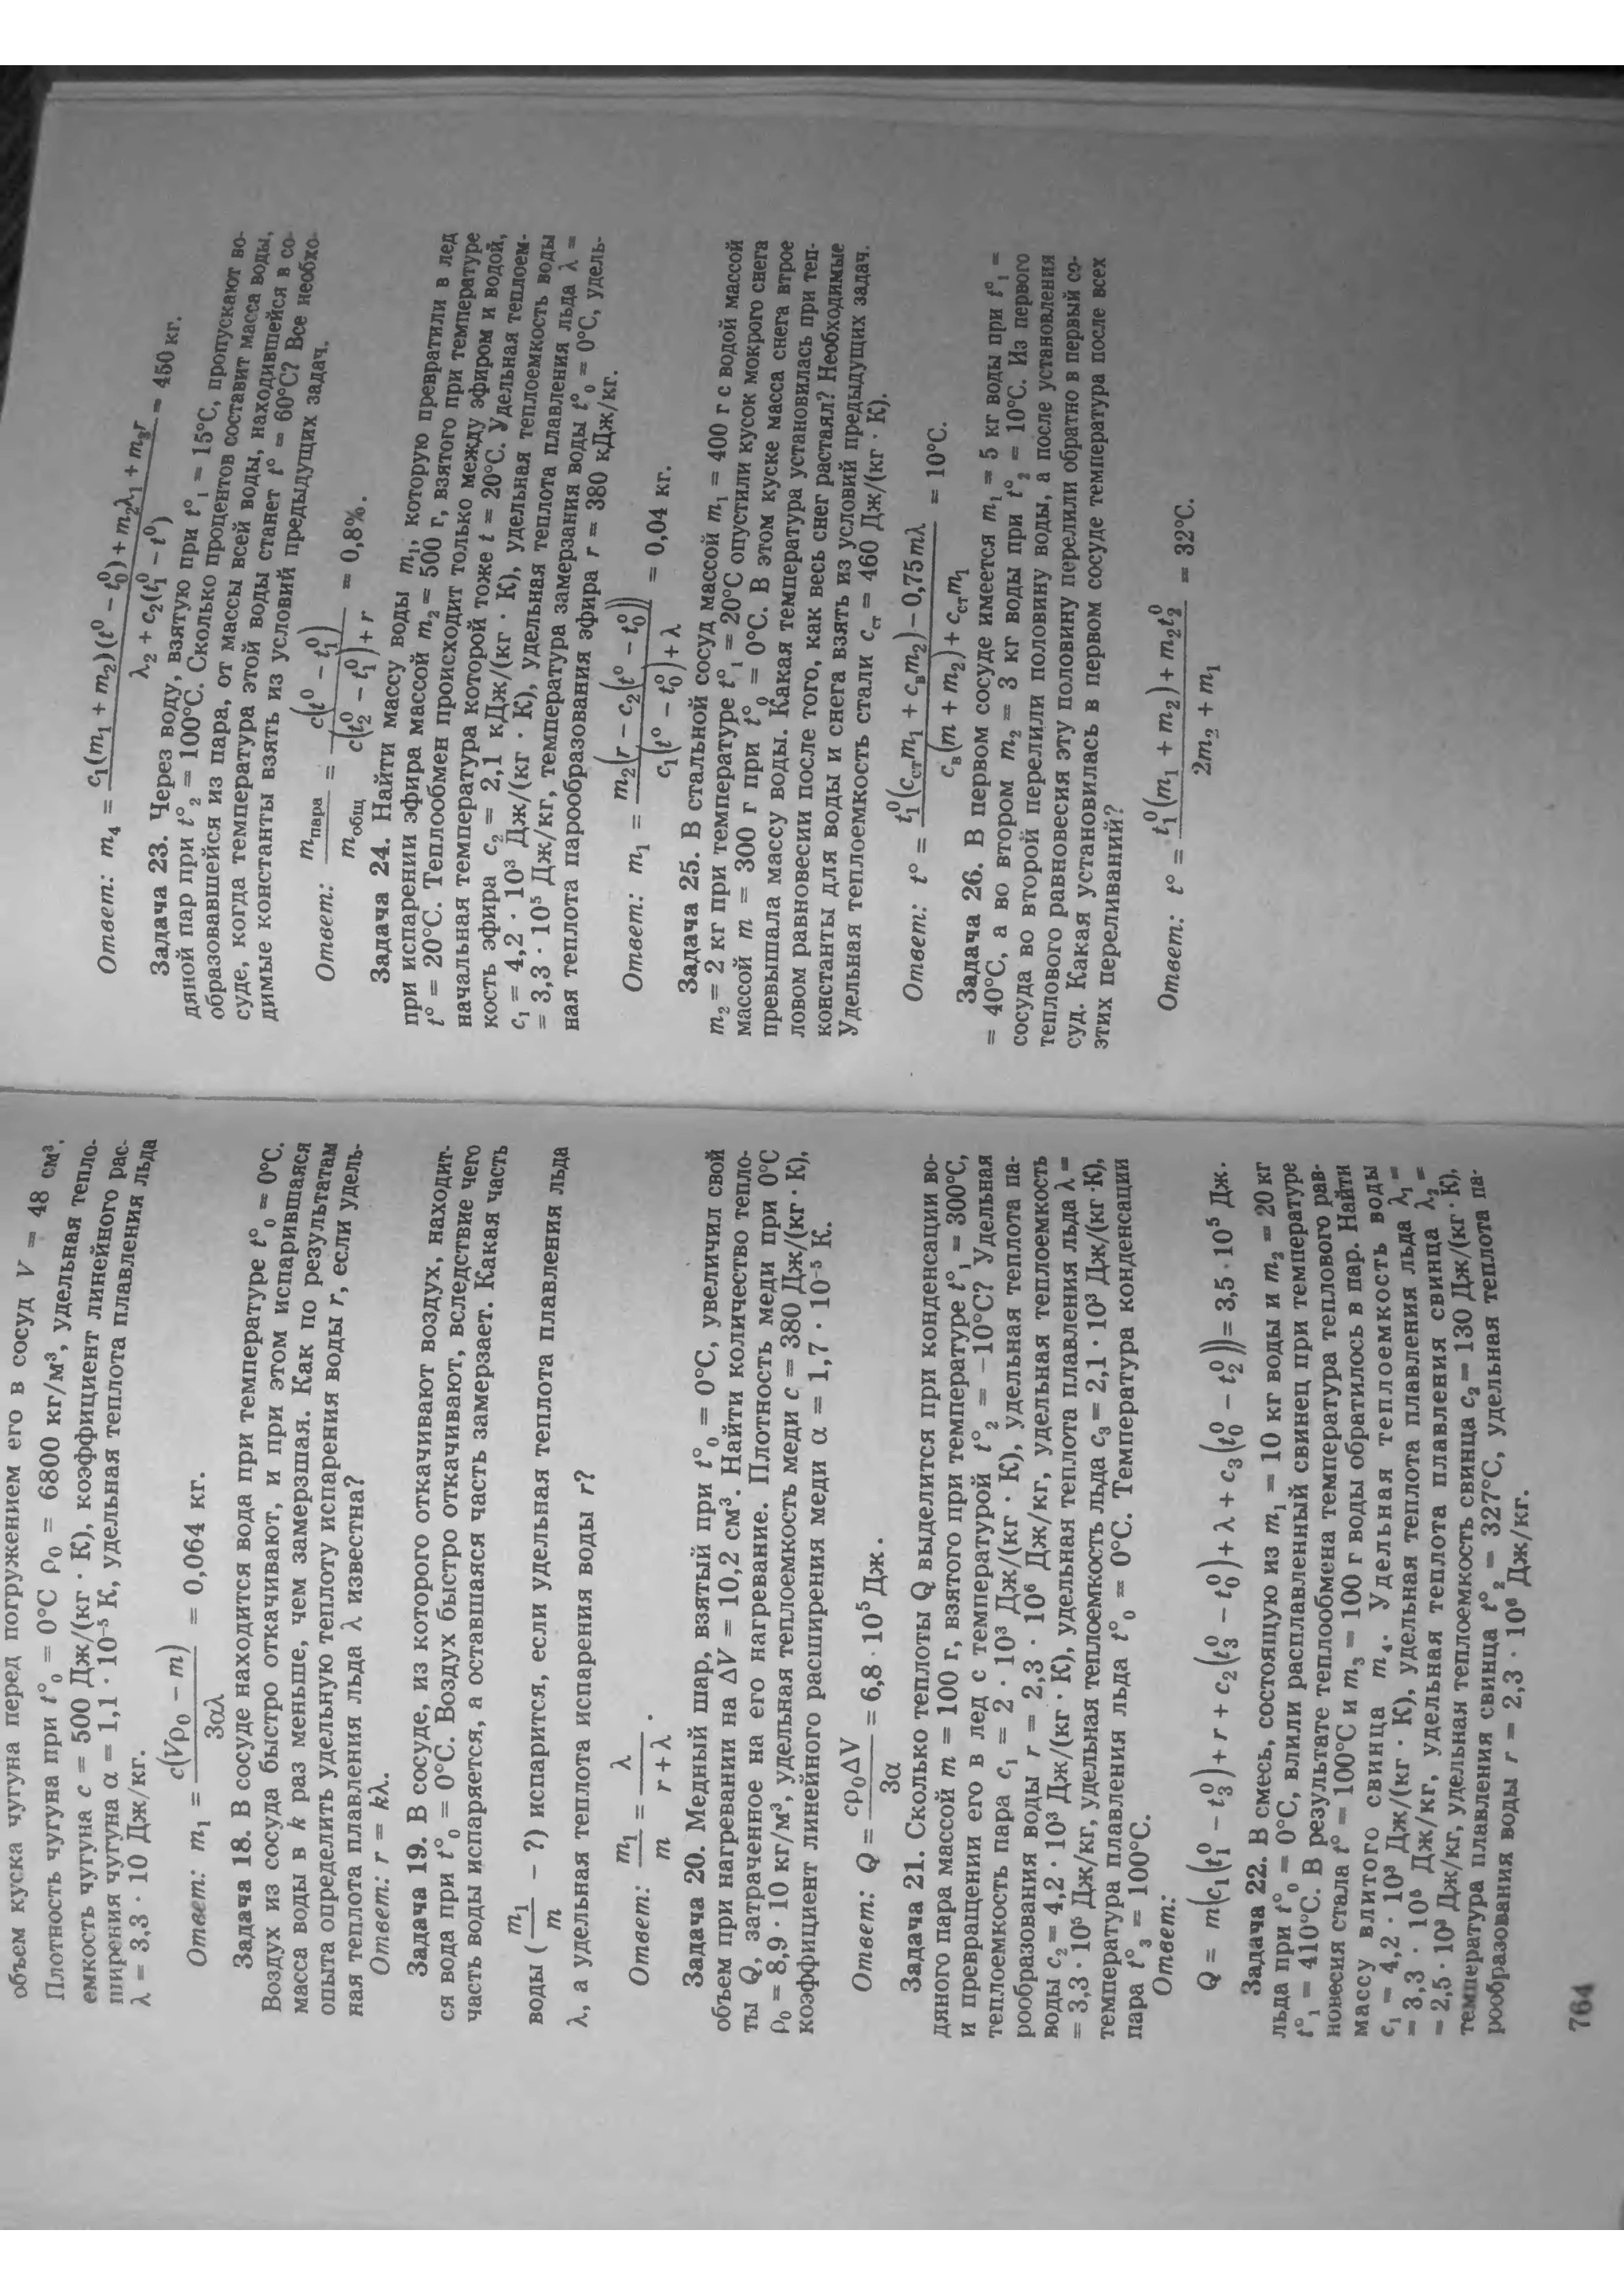 объем куска чугуна перед погружением его в сосуд V = 48 см³.
Плотность чугуна при t°₀ = 0°С ρ₀ = 6800 кг/м³, удельная тепло-
емкость чугуна c = 500 Дж/(кг · К), коэффициент линейного рас-
ширения чугуна α = 1,1 · 10⁻⁵ К, удельная теплота плавления льда
λ = 3,3 · 10 Дж/кг.
Ответ: m₁ = c(Vρ₀ − m) / 3αλ = 0,064 кг.
Задача 18. В сосуде находится вода при температуре t°₀ = 0°С.
Воздух из сосуда быстро откачивают, и при этом испарившаяся
масса воды в k раз меньше, чем замерзшая. Как по результатам
опыта определить удельную теплоту испарения воды r, если удель-
ная теплота плавления льда λ известна?
Ответ: r = kλ.
Задача 19. В сосуде, из которого откачивают воздух, находит-
ся вода при t°₀ = 0°С. Воздух быстро откачивают, вследствие чего
часть воды испаряется, а оставшаяся часть замерзает. Какая часть
воды (m₁/m − ?) испарится, если удельная теплота плавления льда
λ, а удельная теплота испарения воды r?
Ответ: m₁/m = λ/(r + λ) .
Задача 20. Медный шар, взятый при t°₀ = 0°С, увеличил свой
объем при нагревании на ΔV = 10,2 см³. Найти количество тепло-
ты Q, затраченное на его нагревание. Плотность меди при 0°С
ρ₀ = 8,9 · 10 кг/м³, удельная теплоемкость меди c = 380 Дж/(кг · К),
коэффициент линейного расширения меди α = 1,7 · 10⁻⁵ К.
Ответ: Q = cρ₀ΔV / 3α = 6,8 · 10⁵ Дж .
Задача 21. Сколько теплоты Q выделится при конденсации во-
дяного пара массой m = 100 г, взятого при температуре t°₁ = 300°С,
и превращении его в лед с температурой t°₂ = −10°С? Удельная
теплоемкость пара c₁ = 2 · 10³ Дж/(кг · К), удельная теплота па-
рообразования воды r = 2,3 · 10⁶ Дж/кг, удельная теплоемкость
воды c₂ = 4,2 · 10³ Дж/(кг · К), удельная теплота плавления льда λ =
= 3,3 · 10⁵ Дж/кг, удельная теплоемкость льда c₃ = 2,1 · 10³ Дж/(кг ·К),
температура плавления льда t°₀ = 0°С. Температура конденсации
пара t°₃ = 100°С.
Ответ:
Q = m(c₁(t₁⁰ − t₃⁰) + r + c₂(t₃⁰ − t₀⁰) + λ + c₃(t₀⁰ − t₂⁰)) = 3,5 · 10⁵ Дж.
Задача 22. В смесь, состоящую из m₁ = 10 кг воды и m₂ = 20 кг
льда при t°₀ = 0°С, влили расплавленный свинец при температуре
t°₁ = 410°С. В результате теплообмена температура теплового рав-
новесия стала t° = 100°С и m₃ = 100 г воды обратилось в пар. Найти
массу влитого свинца m₄. Удельная теплоемкость воды
c₁ = 4,2 · 10³ Дж/(кг · К), удельная теплота плавления льда λ₁ =
= 3,3 · 10⁵ Дж/кг, удельная теплота плавления свинца λ₂ =
= 2,5 · 10³ Дж/кг, удельная теплоемкость свинца c₂ = 130 Дж/(кг · К),
температура плавления свинца t°₂ = 327°С, удельная теплота па-
рообразования воды r = 2,3 · 10⁶ Дж/кг.
764
Ответ: m₄ = (c₁(m₁ + m₂)(t⁰ − t₀⁰) + m₂λ₁ + m₃r) / (λ₂ + c₂(t₁⁰ − t⁰)) = 450 кг.
Задача 23. Через воду, взятую при t°₁ = 15°С, пропускают во-
дяной пар при t°₂ = 100°С. Сколько процентов составит масса воды,
образовавшейся из пара, от массы всей воды, находившейся в со-
суде, когда температура этой воды станет t° = 60°С? Все необхо-
димые константы взять из условий предыдущих задач.
Ответ: mпара / mобщ = c(t⁰ − t₁⁰) / (c(t₂⁰ − t₁⁰) + r) = 0,8% .
Задача 24. Найти массу воды m₁, которую превратили в лед
при испарении эфира массой m₂ = 500 г, взятого при температуре
t° = 20°С. Теплообмен происходит только между эфиром и водой,
начальная температура которой тоже t = 20°С. Удельная теплоем-
кость эфира c₂ = 2,1 кДж/(кг · К), удельная теплоемкость воды
c₁ = 4,2 · 10³ Дж/(кг · К), удельная теплота плавления льда λ =
= 3,3 · 10⁵ Дж/кг, температура замерзания воды t°₀ = 0°С, удель-
ная теплота парообразования эфира r = 380 кДж/кг.
Ответ: m₁ = m₂(r − c₂(t⁰ − t₀⁰)) / (c₁(t⁰ − t₀⁰) + λ) = 0,04 кг.
Задача 25. В стальной сосуд массой m₁ = 400 г с водой массой
m₂ = 2 кг при температуре t°₁ = 20°С опустили кусок мокрого снега
массой m = 300 г при t°₀ = 0°С. В этом куске масса снега втрое
превышала массу воды. Какая температура установилась при теп-
ловом равновесии после того, как весь снег растаял? Необходимые
константы для воды и снега взять из условий предыдущих задач.
Удельная теплоемкость стали cст = 460 Дж/(кг · К).
Ответ: t° = (t₁⁰(cстm₁ + cвm₂) − 0,75mλ) / (cв(m + m₂) + cстm₁) = 10°С.
Задача 26. В первом сосуде имеется m₁ = 5 кг воды при t°₁ =
= 40°С, а во втором m₂ = 3 кг воды при t°₂ = 10°С. Из первого
сосуда во второй перелили половину воды, а после установления
теплового равновесия эту половину перелили обратно в первый со-
суд. Какая установилась в первом сосуде температура после всех
этих переливаний?
Ответ: t° = (t₁⁰(m₁ + m₂) + m₂t₂⁰) / (2m₂ + m₁) = 32°С.